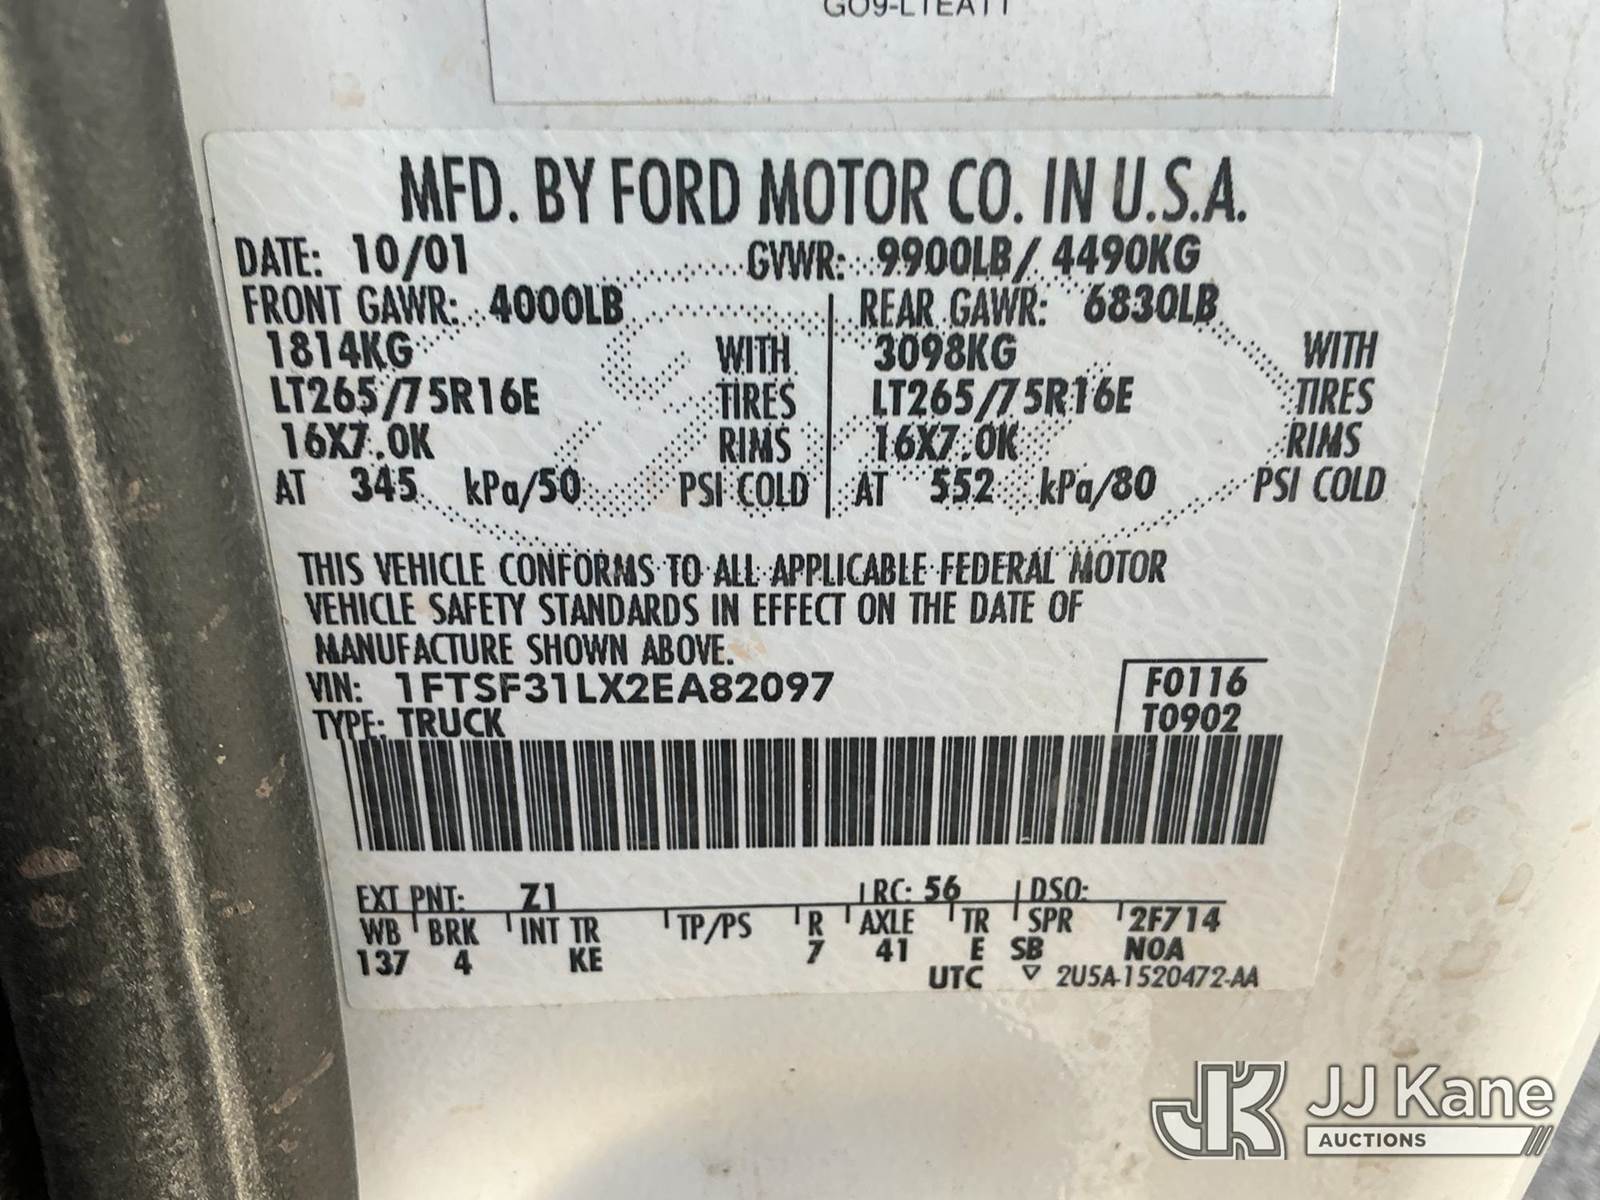 GO9-LTEATT
MFD. BY FORD MOTOR CO. IN U.S.A.
DATE: 10/01 GVWR: 9900LB/ 4490KG
FRONT GAWR: 4000LB REAR GAWR: 6830LB
1814KG WITH 3098KG WITH
LT265/75R16E TIRES LT265/75R16E TIRES
16X7.0K RIMS 16X7.0K RIMS
AT 345 kPa/50 PSI COLD AT 552 kPa/80 PSI COLD
THIS VEHICLE CONFORMS TO ALL APPLICABLE FEDERAL MOTOR
VEHICLE SAFETY STANDARDS IN EFFECT ON THE DATE OF
MANUFACTURE SHOWN ABOVE.
VIN: 1FTSF31LX2EA82097 F0116
TYPE: TRUCK T0902
EXT PNT: Z1 RC: 56 DSO:
WB BRK INT TR TP/PS R AXLE TR SPR 2F714
137 4 KE 7 41 E SB NOA
UTC ▽ 2U5A-1520472-AA
JK JJ Kane
AUCTIONS